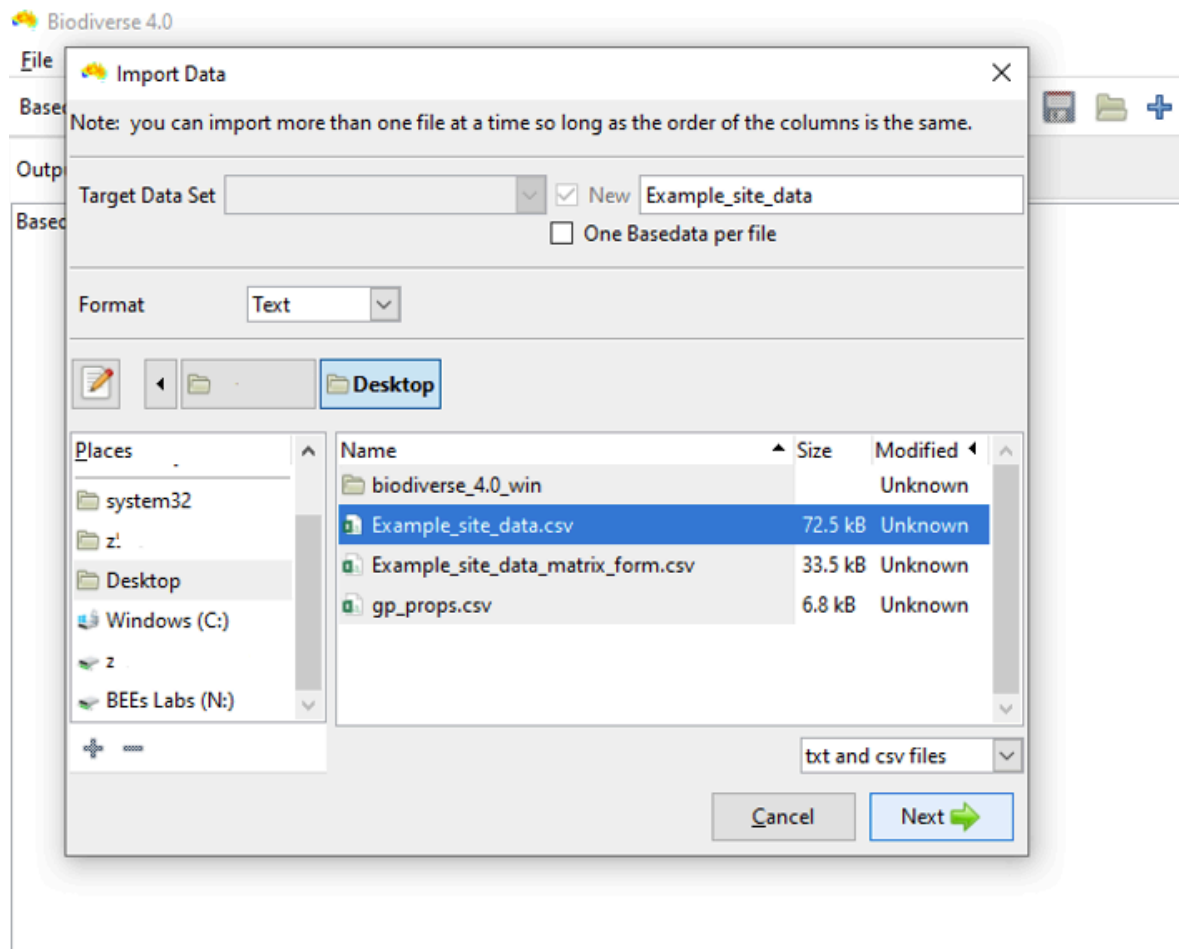 Biodiverse 4.0
File
Import Data
Note: you can import more than one file at a time so long as the order of the columns is the same.
Target Data Set New Example_site_data
One Basedata per file
Format Text
Desktop
Places
system32
z
Desktop
Windows (C:)
z
BEEs Labs (N:)
Name Size Modified
biodiverse_4.0_win Unknown
Example_site_data.csv 72.5 kB Unknown
Example_site_data_matrix_form.csv 33.5 kB Unknown
gp_props.csv 6.8 kB Unknown
txt and csv files
Cancel Next